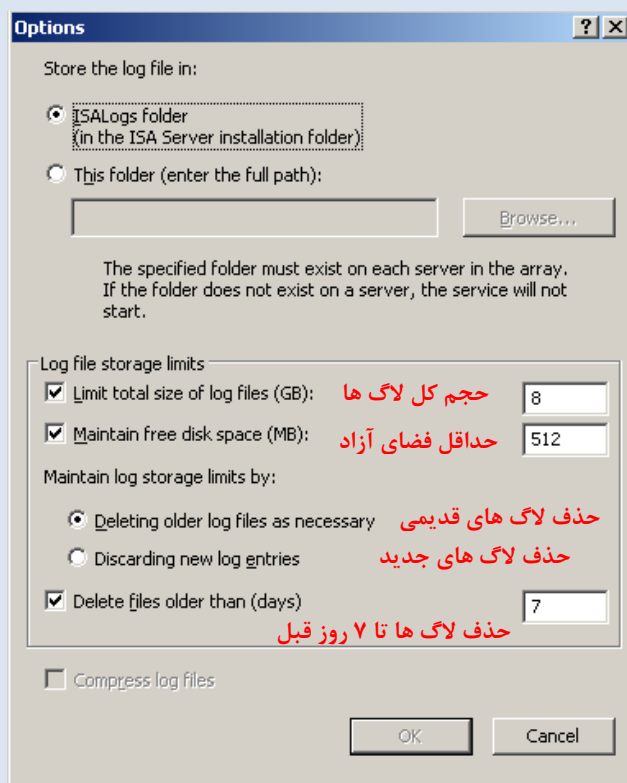 Options
Store the log file in:
ISALogs folder
(in the ISA Server installation folder)
This folder (enter the full path):
Browse...
The specified folder must exist on each server in the array.
If the folder does not exist on a server, the service will not
start.
Log file storage limits
Limit total size of log files (GB): حجم کل لاگ ها 8
Maintain free disk space (MB): حداقل فضای آزاد 512
Maintain log storage limits by:
Deleting older log files as necessary حذف لاگ های قدیمی
Discarding new log entries حذف لاگ های جدید
Delete files older than (days) 7
حذف لاگ ها تا ۷ روز قبل
Compress log files
OK Cancel